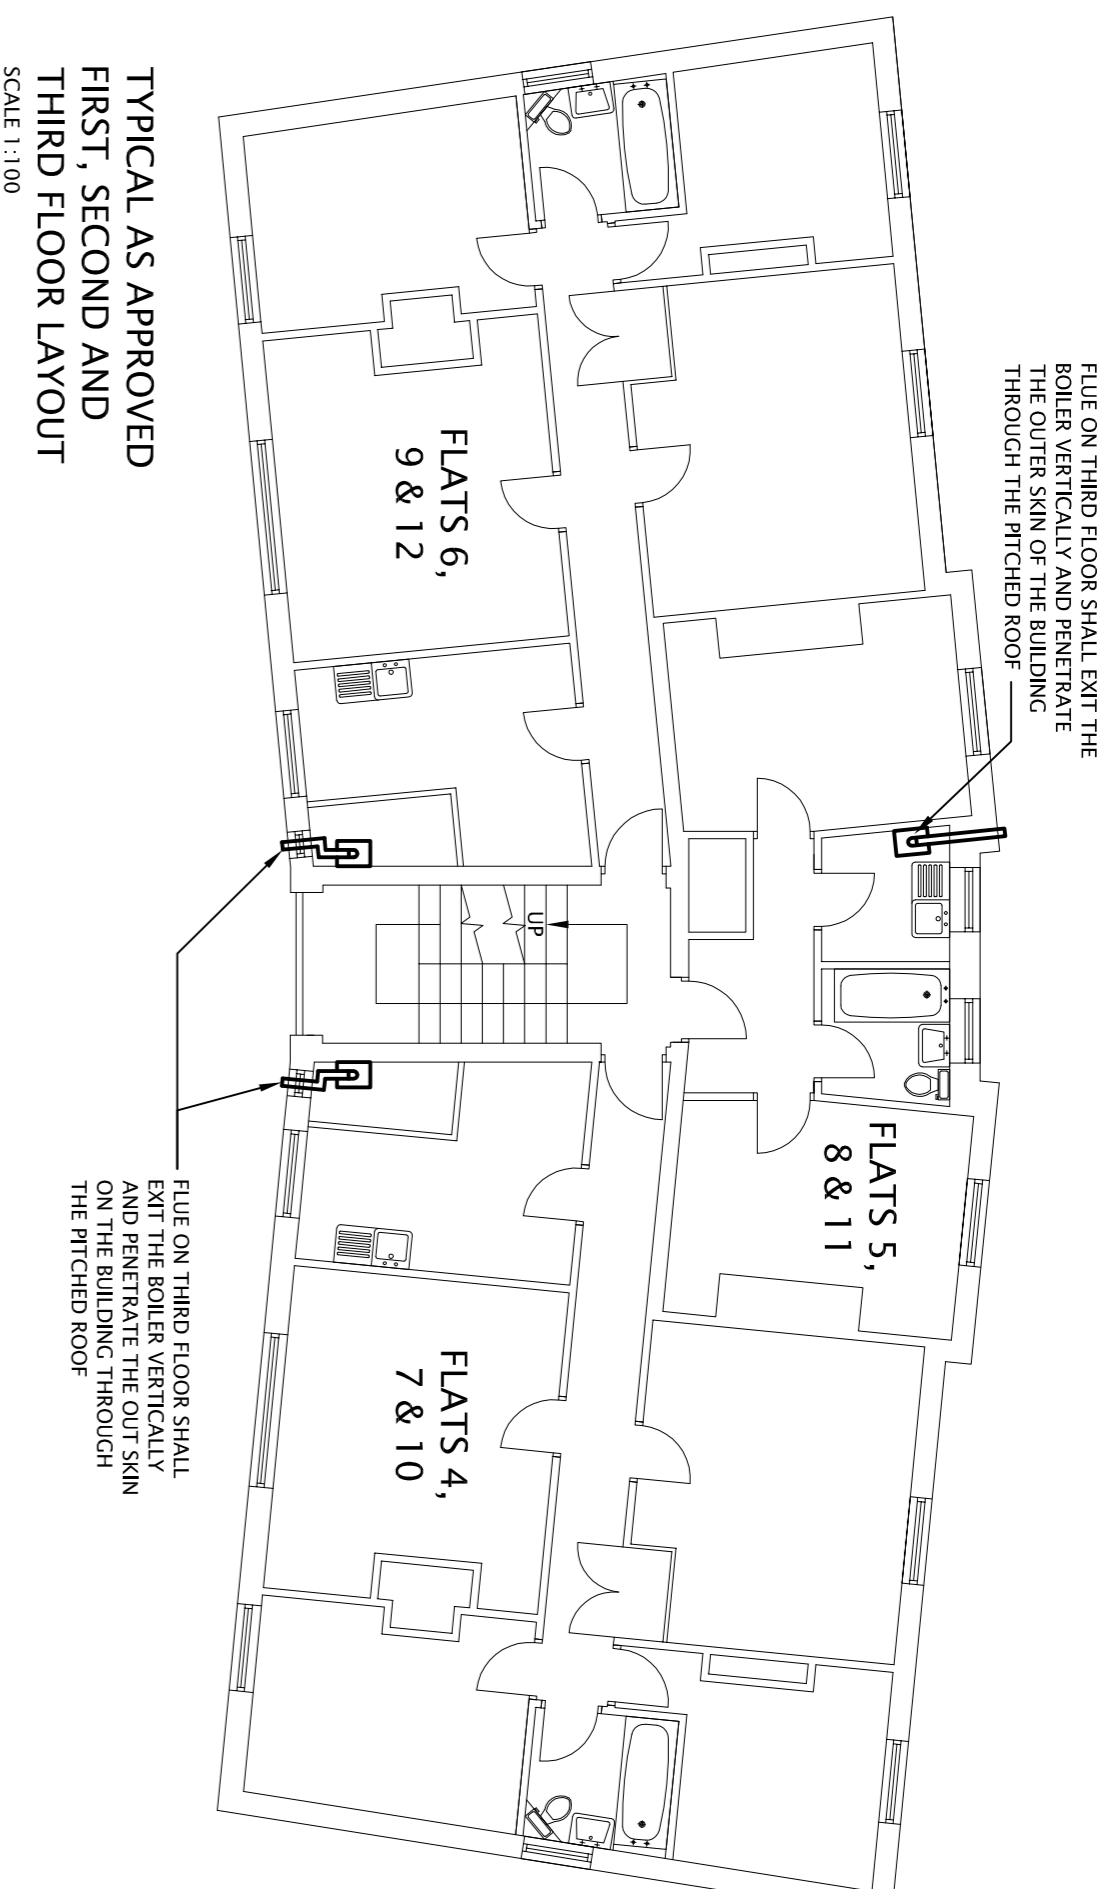 FLUE ON THIRD FLOOR SHALL EXIT THE
BOILER VERTICALLY AND PENETRATE
THE OUTER SKIN OF THE BUILDING
THROUGH THE PITCHED ROOF
FLATS 6,
9 & 12
UP
FLATS 5,
8 & 11
FLATS 4,
7 & 10
FLUE ON THIRD FLOOR SHALL
EXIT THE BOILER VERTICALLY
AND PENETRATE THE OUT SKIN
ON THE BUILDING THROUGH
THE PITCHED ROOF
TYPICAL AS APPROVED
FIRST, SECOND AND
THIRD FLOOR LAYOUT
SCALE 1:100